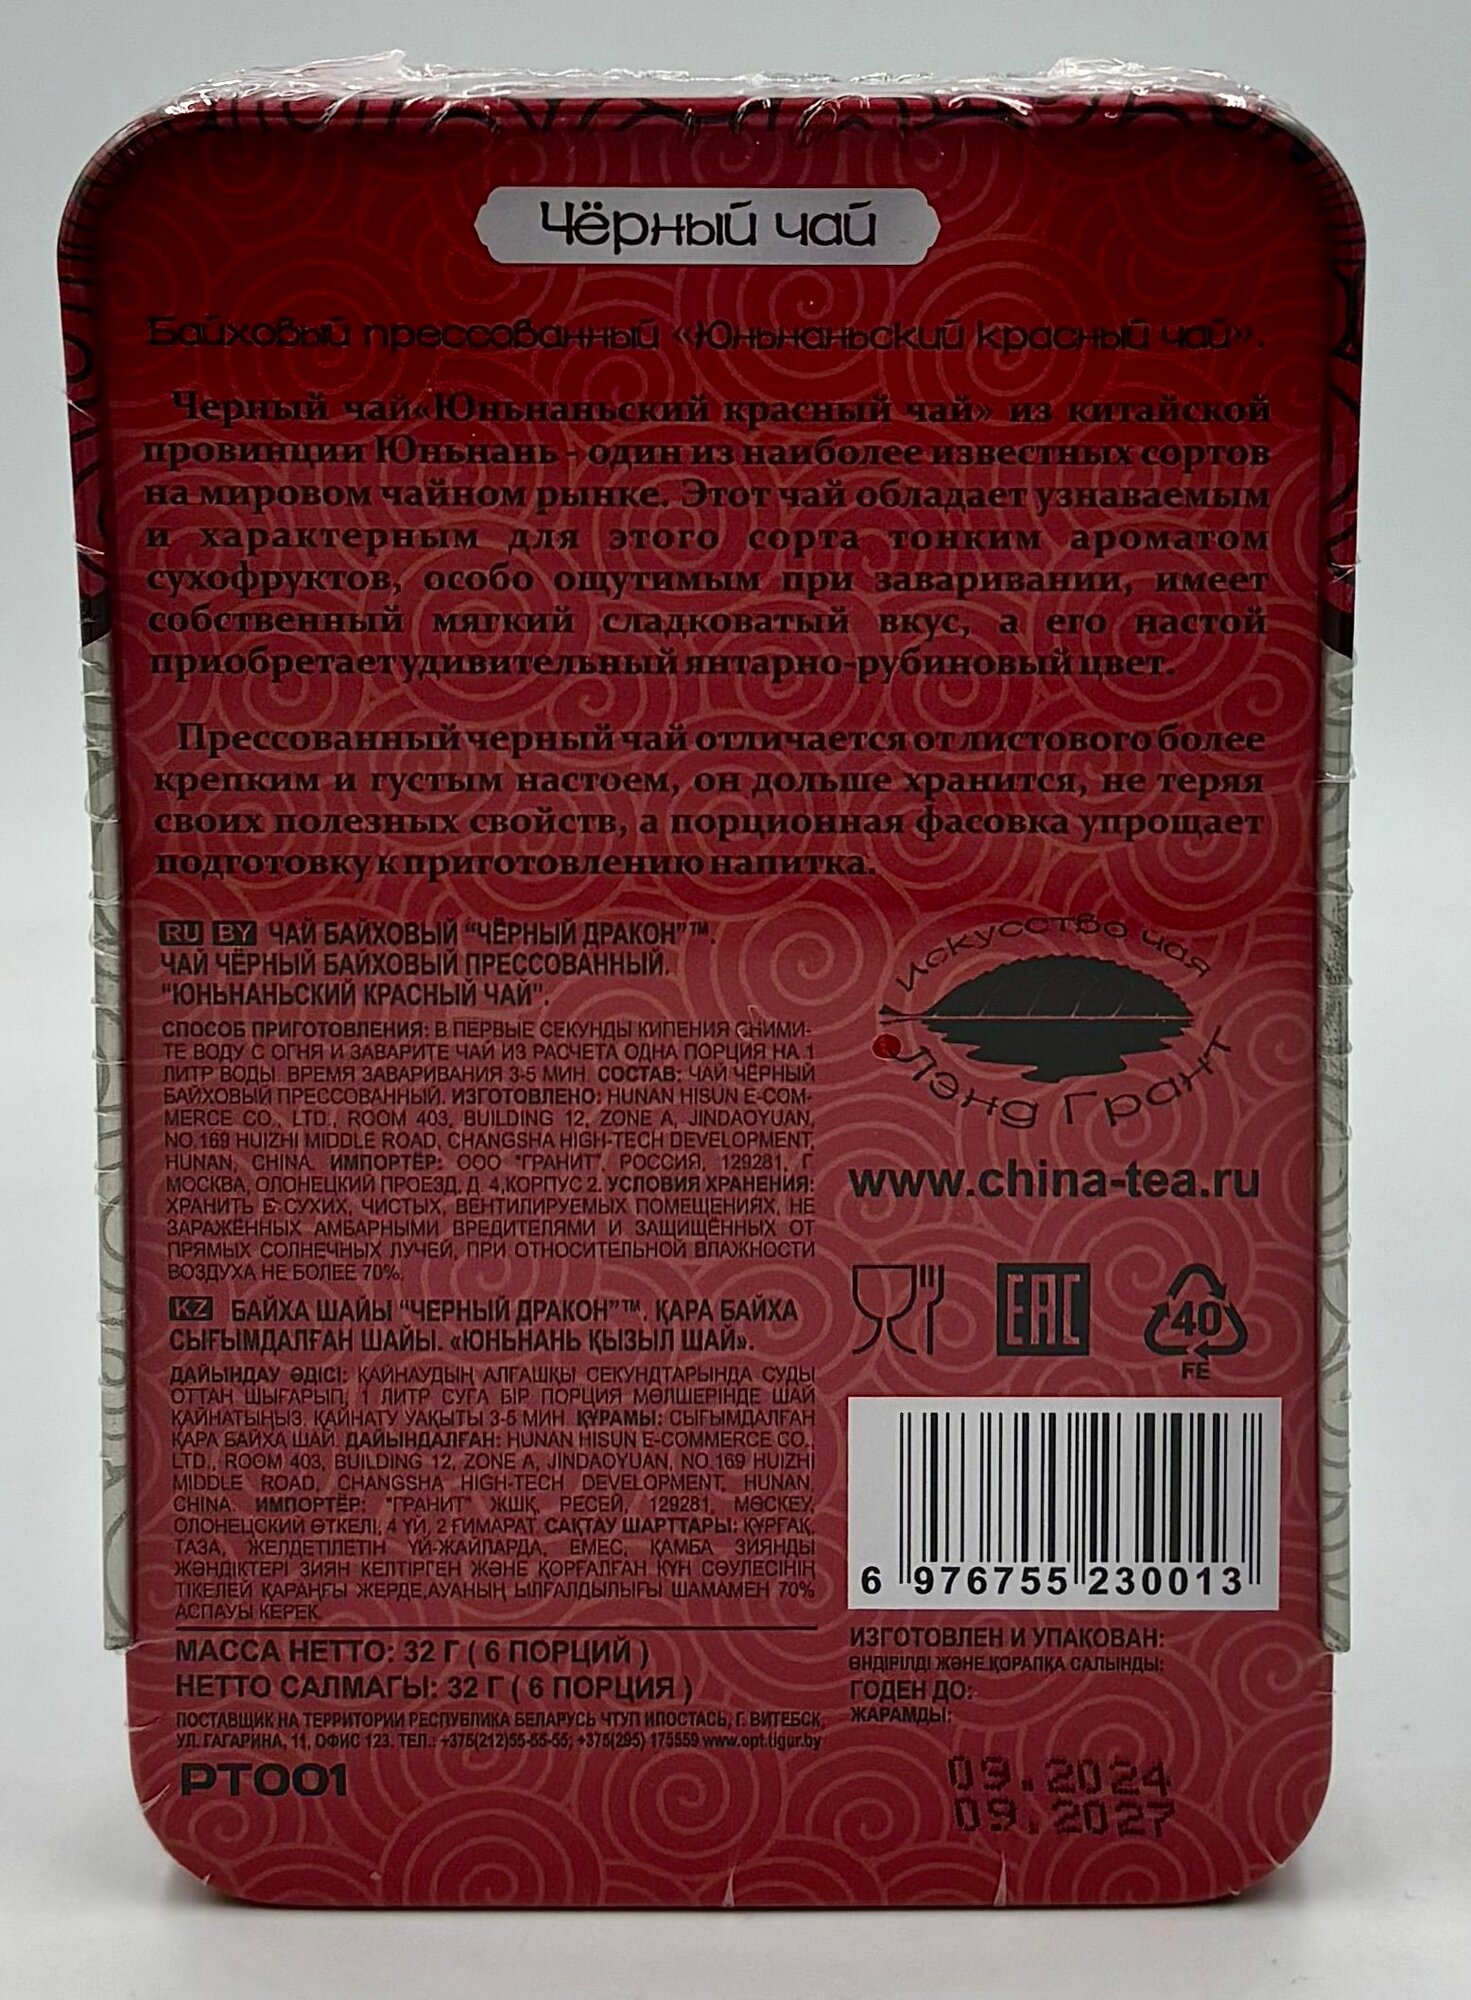 Чёрный чай
Байховый прессованный «Юньнаньский красный чай».
Черный чай«Юньнаньский красный чай» из китайской
провинции Юньнань - один из наиболее известных сортов
на мировом чайном рынке. Этот чай обладает узнаваемым
и характерным для этого сорта тонким ароматом
сухофруктов, особо ощутимым при заваривании, имеет
собственный мягкий сладковатый вкус, а его настой
приобретает удивительный янтарно-рубиновый цвет.
Прессованный черный чай отличается от листового более
крепким и густым настоем, он дольше хранится, не теряя
своих полезных свойств, а порционная фасовка упрощает
подготовку к приготовлению напитка.
RU BY ЧАЙ БАЙХОВЫЙ "ЧЁРНЫЙ ДРАКОН"™.
ЧАЙ ЧЁРНЫЙ БАЙХОВЫЙ ПРЕССОВАННЫЙ.
"ЮНЬНАНЬСКИЙ КРАСНЫЙ ЧАЙ".
СПОСОБ ПРИГОТОВЛЕНИЯ: В ПЕРВЫЕ СЕКУНДЫ КИПЕНИЯ СНИМИ-
ТЕ ВОДУ С ОГНЯ И ЗАВАРИТЕ ЧАЙ ИЗ РАСЧЕТА ОДНА ПОРЦИЯ НА 1
ЛИТР ВОДЫ. ВРЕМЯ ЗАВАРИВАНИЯ 3-5 МИН. СОСТАВ: ЧАЙ ЧЁРНЫЙ
БАЙХОВЫЙ ПРЕССОВАННЫЙ. ИЗГОТОВЛЕНО: HUNAN HISUN E-COM-
MERCE CO., LTD., ROOM 403, BUILDING 12, ZONE A, JINDAOYUAN,
NO.169 HUIZHI MIDDLE ROAD, CHANGSHA HIGH-TECH DEVELOPMENT,
HUNAN, CHINA. ИМПОРТЁР: ООО "ГРАНИТ", РОССИЯ, 129281, Г.
МОСКВА, ОЛОНЕЦКИЙ ПРОЕЗД, Д. 4,КОРПУС 2. УСЛОВИЯ ХРАНЕНИЯ:
ХРАНИТЬ В СУХИХ, ЧИСТЫХ, ВЕНТИЛИРУЕМЫХ ПОМЕЩЕНИЯХ, НЕ
ЗАРАЖЁННЫХ АМБАРНЫМИ ВРЕДИТЕЛЯМИ И ЗАЩИЩЁННЫХ ОТ
ПРЯМЫХ СОЛНЕЧНЫХ ЛУЧЕЙ, ПРИ ОТНОСИТЕЛЬНОЙ ВЛАЖНОСТИ
ВОЗДУХА НЕ БОЛЕЕ 70%.
KZ БАЙХА ШАЙЫ "ЧЕРНЫЙ ДРАКОН"™. ҚАРА БАЙХА
СЫҒЫМДАЛҒАН ШАЙЫ. «ЮНЬНАНЬ ҚЫЗЫЛ ШАЙ».
ДАЙЫНДАУ ӘДІСІ: ҚАЙНАУДЫҢ АЛҒАШҚЫ СЕКУНДТАРЫНДА СУДЫ
ОТТАН ШЫҒАРЫП, 1 ЛИТР СУҒА БІР ПОРЦИЯ МӨЛШЕРІНДЕ ШАЙ
ҚАЙНАТЫҢЫЗ. ҚАЙНАТУ УАҚЫТЫ 3-5 МИН. ҚҰРАМЫ: СЫҒЫМДАЛҒАН
ҚАРА БАЙХА ШАЙ. ДАЙЫНДАЛҒАН: HUNAN HISUN E-COMMERCE CO.,
LTD., ROOM 403, BUILDING 12, ZONE A, JINDAOYUAN, NO.169 HUIZHI
MIDDLE ROAD, CHANGSHA HIGH-TECH DEVELOPMENT, HUNAN,
CHINA. ИМПОРТЁР: "ГРАНИТ" ЖШҚ, РЕСЕЙ, 129281, МӘСКЕУ,
ОЛОНЕЦСКИЙ ӨТКЕЛІ, 4 ҮЙ, 2 ҒИМАРАТ. САҚТАУ ШАРТТАРЫ: ҚҰРҒАҚ,
ТАЗА, ЖЕЛДЕТІЛЕТІН ҮЙ-ЖАЙЛАРДА, ЕМЕС, ҚАМБА ЗИЯНДЫ
ЖӘНДІКТЕРІ ЗИЯН КЕЛТІРГЕН ЖӘНЕ ҚОРҒАЛҒАН КҮН СӘУЛЕСІНІҢ
ТІКЕЛЕЙ ҚАРАҢҒЫ ЖЕРДЕ,АУАНЫҢ ЫЛҒАЛДЫЛЫҒЫ ШАМАМЕН 70%
АСПАУЫ КЕРЕК.
МАССА НЕТТО: 32 Г ( 6 ПОРЦИЙ )
НЕТТО САЛМАҒЫ: 32 Г ( 6 ПОРЦИЯ )
ПОСТАВЩИК НА ТЕРРИТОРИИ РЕСПУБЛИКА БЕЛАРУСЬ ЧТУП ИПОСТАСЬ, Г. ВИТЕБСК,
УЛ. ГАГАРИНА, 11, ОФИС 123. ТЕЛ.: +375(212)55-55-55; +375(295) 175559 www.opt.tigur.by
РТ001
Искусство чая
Лэнд Грант
www.china-tea.ru
EAC
40
FE
6 976755 230013
ИЗГОТОВЛЕН И УПАКОВАН:
ӨНДІРІЛДІ ЖӘНЕ ҚОРАПҚА САЛЫНДЫ:
ГОДЕН ДО:
ЖАРАМДЫ:
09.2024
09.2027